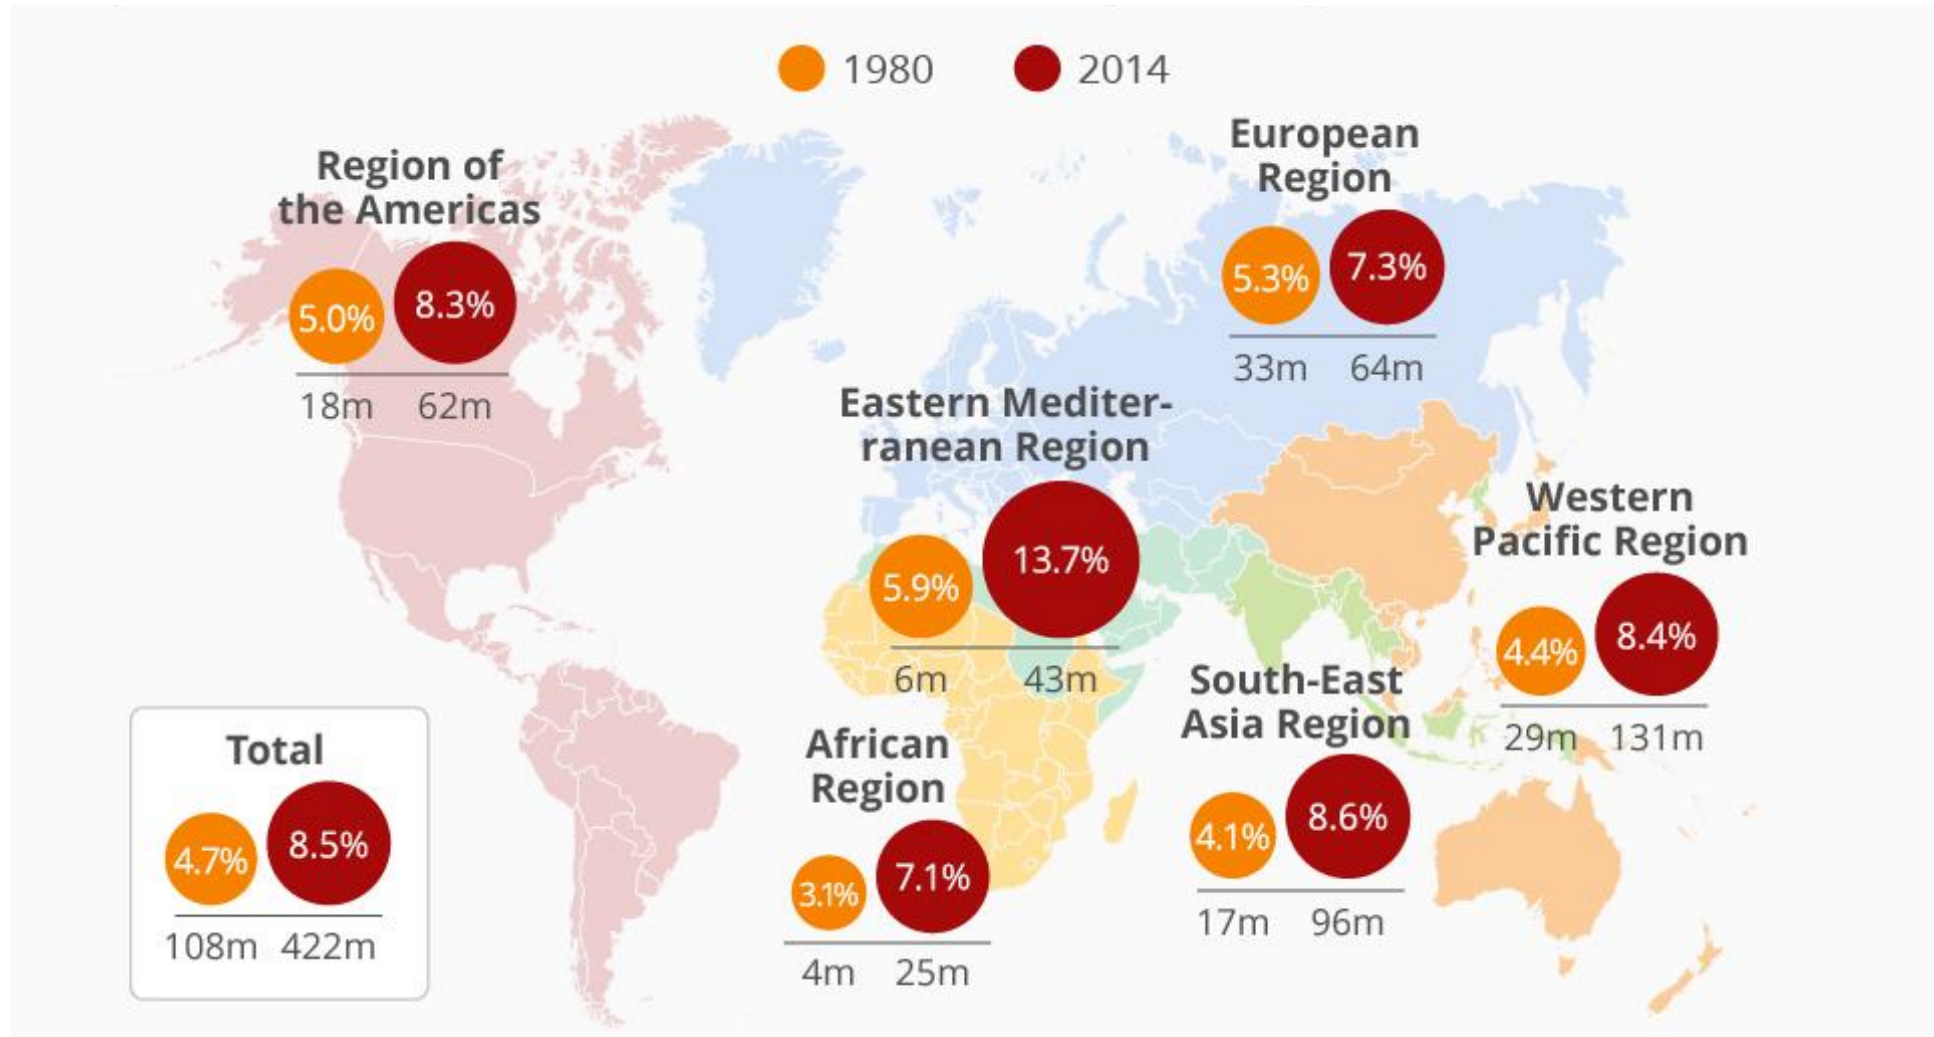 1980 2014
Region of
the Americas
5.0% 8.3%
18m 62m
European
Region
5.3% 7.3%
33m 64m
Eastern Mediter-
ranean Region
5.9% 13.7%
6m 43m
Western
Pacific Region
4.4% 8.4%
29m 131m
South-East
Asia Region
4.1% 8.6%
17m 96m
African
Region
3.1% 7.1%
4m 25m
Total
4.7% 8.5%
108m 422m